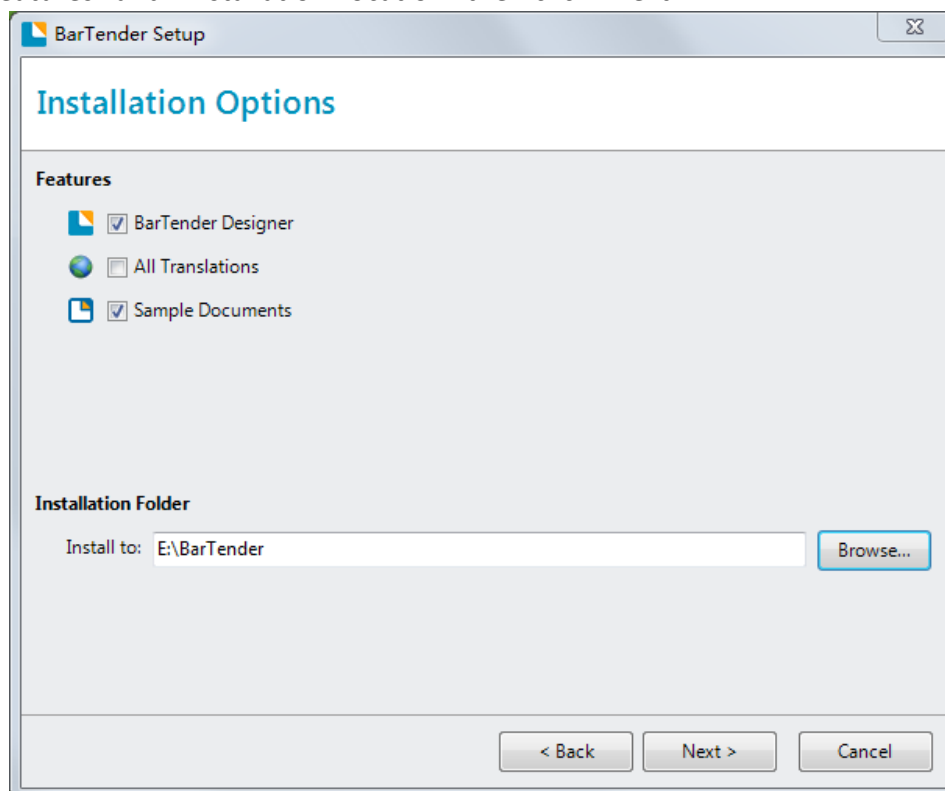 BarTender Setup
Installation Options
Features
BarTender Designer
All Translations
Sample Documents
Installation Folder
Install to: E:\BarTender Browse...
< Back Next > Cancel